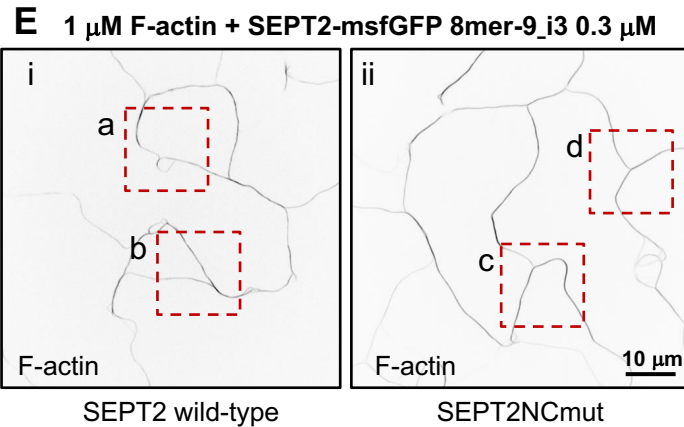 E 1 μM F-actin + SEPT2-msfGFP 8mer-9_i3 0.3 μM
i
ii
a
b
c
d
F-actin
F-actin
10 μm
SEPT2 wild-type
SEPT2NCmut